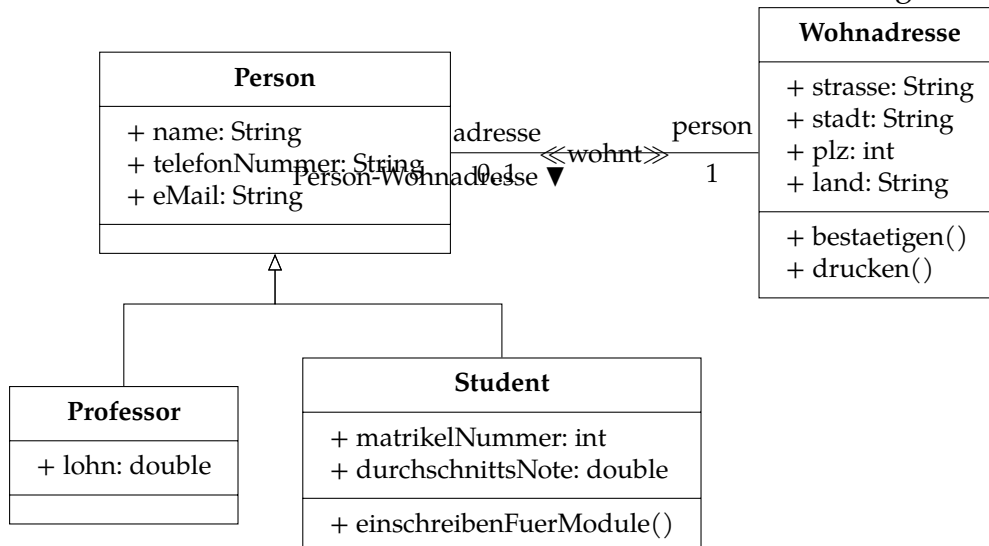 Wohnadresse
+ strasse: String
+ stadt: String
+ plz: int
+ land: String
+ bestaetigen()
+ drucken()
Person
+ name: String
+ telefonNummer: String
+ eMail: String
adresse
0..1
≪wohnt≫
Person-Wohnadresse ▼
person
1
Professor
+ lohn: double
Student
+ matrikelNummer: int
+ durchschnittsNote: double
+ einschreibenFuerModule()